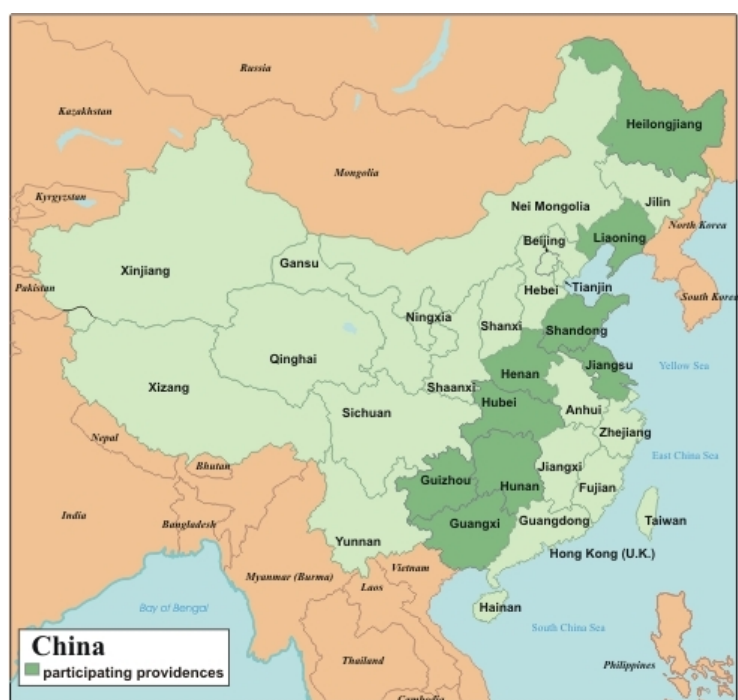 Russia
Kazakhstan
Mongolia
Heilongjiang
Kyrgyzstan
Nei Mongolia
Jilin
North Korea
Beijing
Liaoning
Gansu
Xinjiang
Pakistan
Hebei
Tianjin
South Korea
Ningxia
Shanxi
Shandong
Qinghai
Yellow Sea
Jiangsu
Henan
Xizang
Shaanxi
Hubei
Sichuan
Anhui
Zhejiang
Nepal
East China Sea
Bhutan
Jiangxi
Guizhou
Hunan
Fujian
India
Bangladesh
Guangxi
Guangdong
Taiwan
Yunnan
Hong Kong (U.K.)
Vietnam
Myanmar (Burma)
Laos
Bay of Bengal
Hainan
South China Sea
China
participating providences
Thailand
Philippines
Cambodia